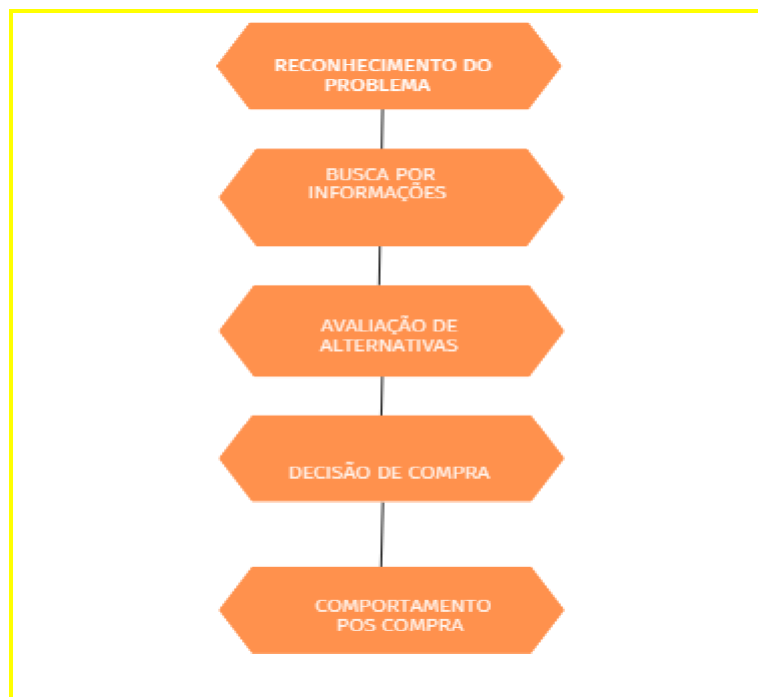 RECONHECIMENTO DO
PROBLEMA
BUSCA POR
INFORMAÇÕES
AVALIAÇÃO DE
ALTERNATIVAS
DECISÃO DE COMPRA
COMPORTAMENTO
POS COMPRA